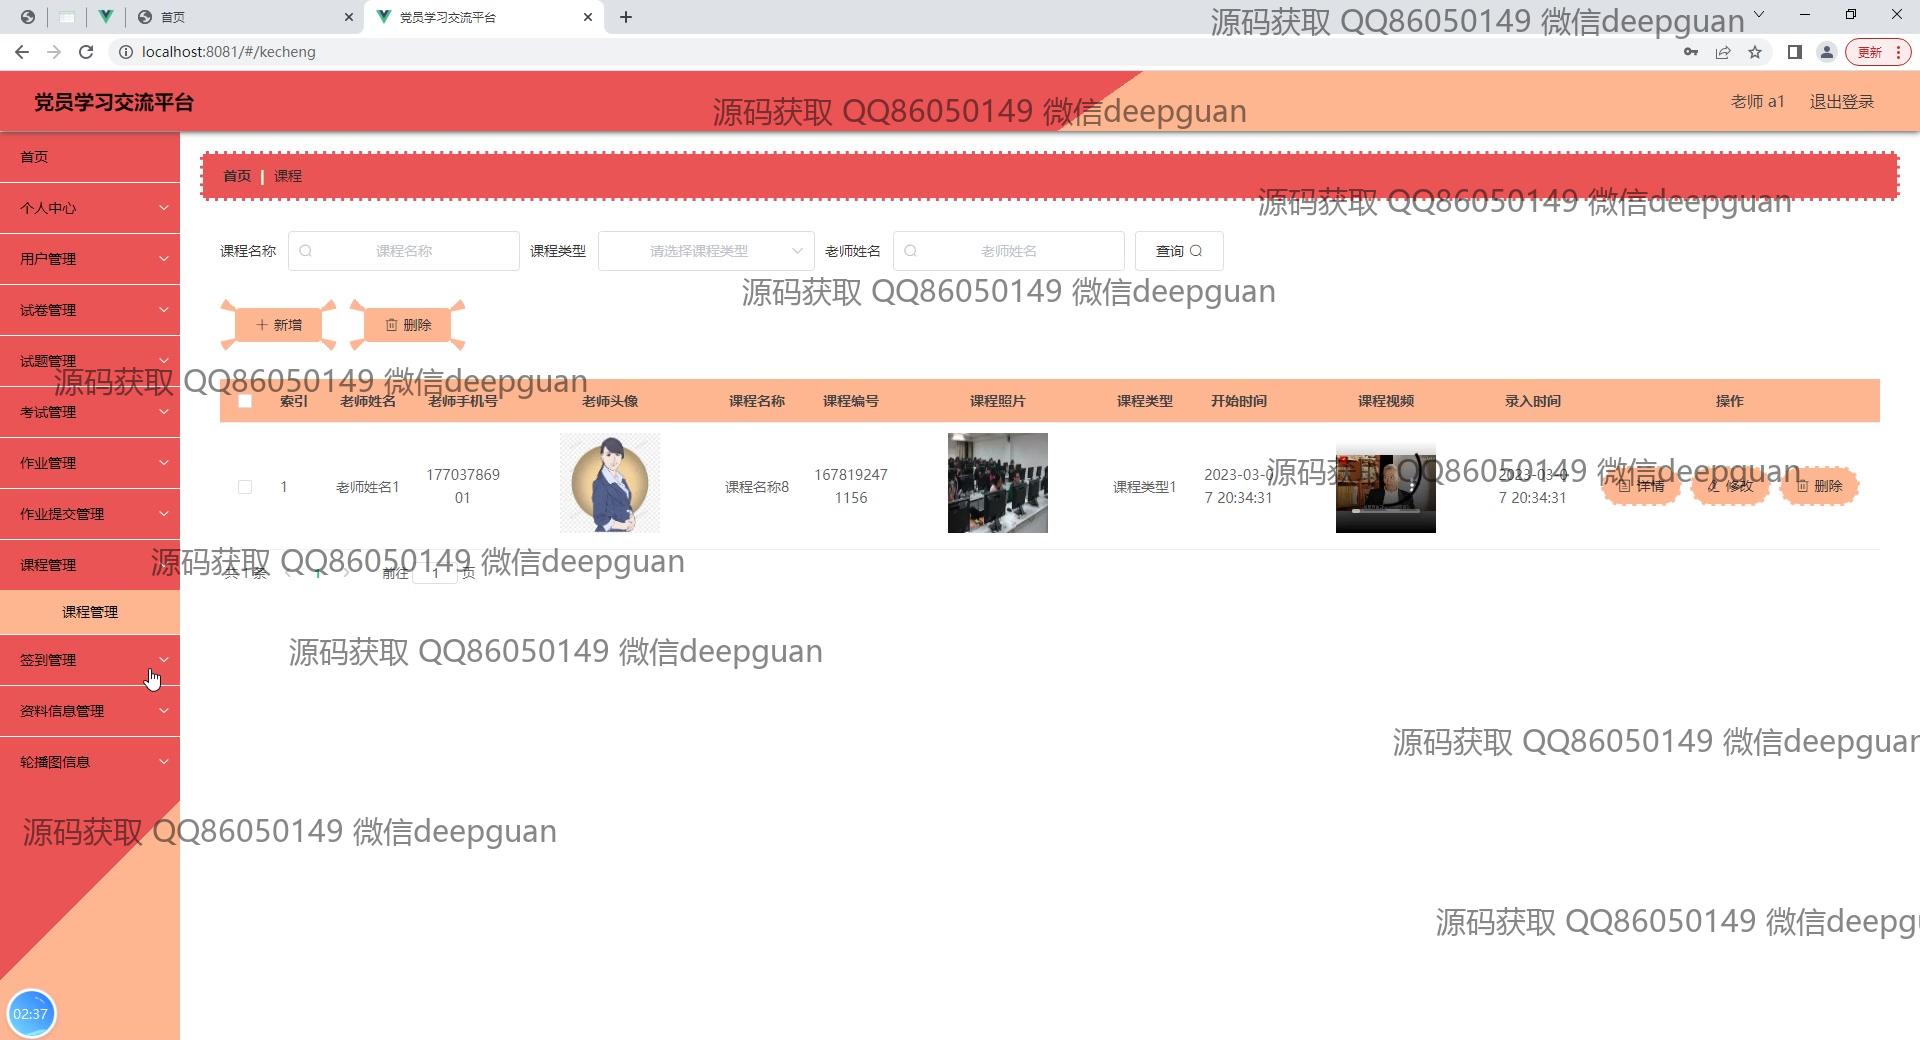 首页
党员学习交流平台
源码获取 QQ86050149 微信deepguan
localhost:8081/#/kecheng
更新
党员学习交流平台
源码获取 QQ86050149 微信deepguan
老师 a1
退出登录
首页
个人中心
用户管理
试卷管理
试题管理
考试管理
作业管理
作业提交管理
课程管理
课程管理
签到管理
资料信息管理
轮播图信息
首页 | 课程
源码获取 QQ86050149 微信deepguan
课程名称 课程名称 课程类型 请选择课程类型 老师姓名 老师姓名 查询
源码获取 QQ86050149 微信deepguan
新增 删除
源码获取 QQ86050149 微信deepguan
索引 老师姓名 老师手机号 老师头像 课程名称 课程编号 课程照片 课程类型 开始时间 课程视频 录入时间 操作
1 老师姓名1 177037869 课程名称8 167819247 课程类型1 2023-03-0 2023-03-0 详情 修改 删除
01 1156 7 20:34:31 7 20:34:31
源码获取 QQ86050149 微信deepguan
源码获取 QQ86050149 微信deepguan
共 1 条 1 前往 1 页
源码获取 QQ86050149 微信deepguan
源码获取 QQ86050149 微信deepguan
源码获取 QQ86050149 微信deepguan
源码获取 QQ86050149 微信deepgu
02:37